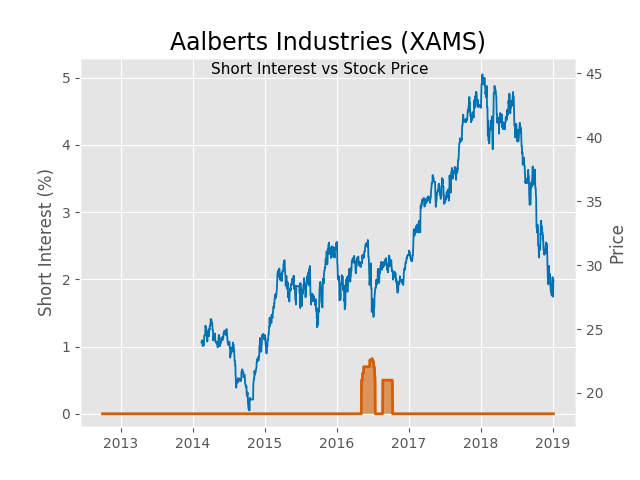 Aalberts Industries (XAMS)
Short Interest vs Stock Price
Short Interest (%)
5
4
3
2
1
0
45
40
35
30
25
20
Price
2013 2014 2015 2016 2017 2018 2019